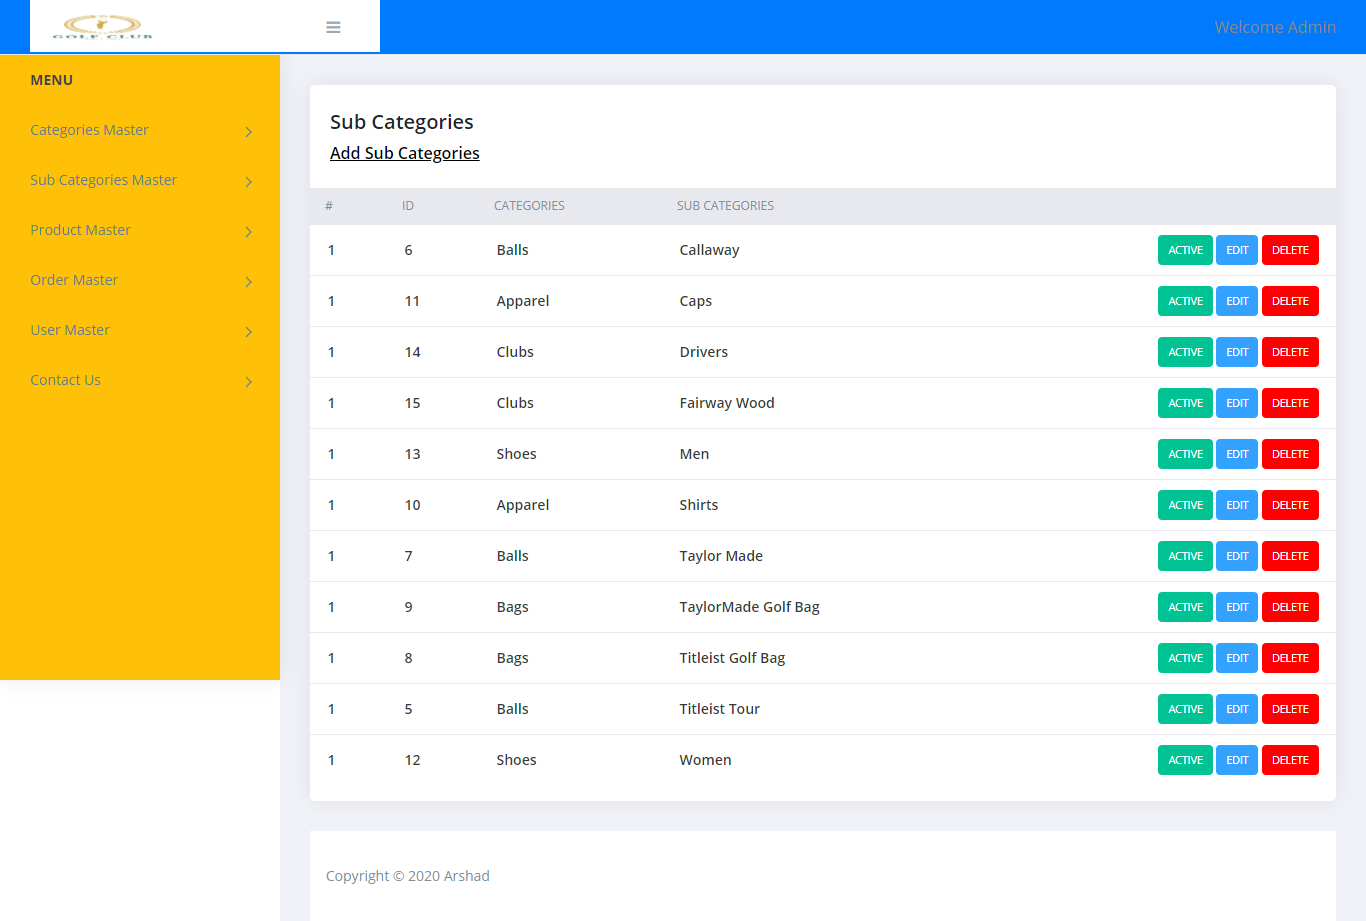 GOLF CLUB
Welcome Admin
MENU
Categories Master
Sub Categories Master
Product Master
Order Master
User Master
Contact Us
Sub Categories
Add Sub Categories
# ID CATEGORIES SUB CATEGORIES
1 6 Balls Callaway ACTIVE EDIT DELETE
1 11 Apparel Caps ACTIVE EDIT DELETE
1 14 Clubs Drivers ACTIVE EDIT DELETE
1 15 Clubs Fairway Wood ACTIVE EDIT DELETE
1 13 Shoes Men ACTIVE EDIT DELETE
1 10 Apparel Shirts ACTIVE EDIT DELETE
1 7 Balls Taylor Made ACTIVE EDIT DELETE
1 9 Bags TaylorMade Golf Bag ACTIVE EDIT DELETE
1 8 Bags Titleist Golf Bag ACTIVE EDIT DELETE
1 5 Balls Titleist Tour ACTIVE EDIT DELETE
1 12 Shoes Women ACTIVE EDIT DELETE
Copyright © 2020 Arshad